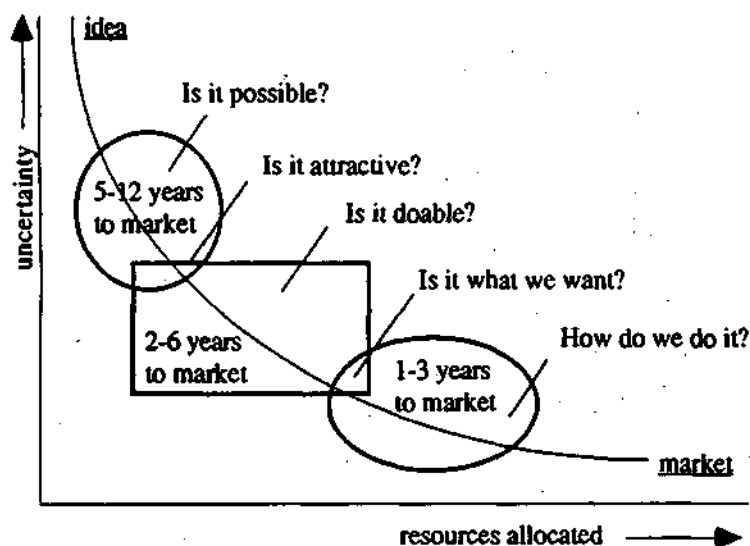 idea
Is it possible?
Is it attractive?
5-12 years
to market
Is it doable?
uncertainty
Is it what we want?
How do we do it?
2-6 years
to market
1-3 years
to market
market
resources allocated